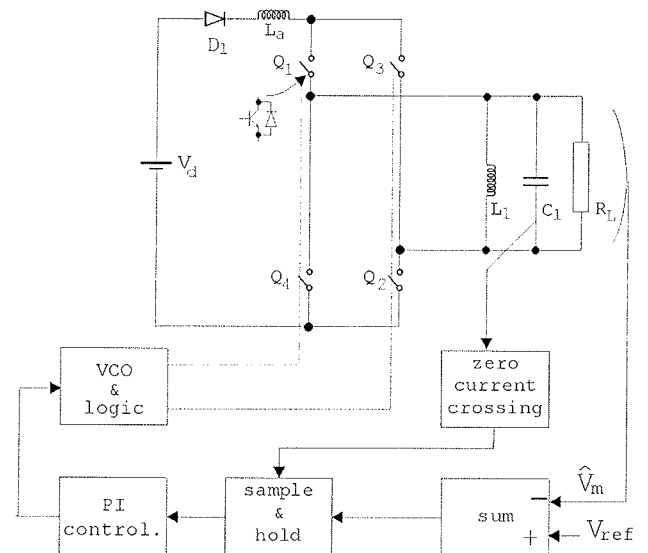 D1
La
Q1
Q3
Vd
L1
C1
RL
Q4
Q2
VCO
&
logic
zero
current
crossing
PI
control.
sample
&
hold
sum
−
+
V̂m
Vref